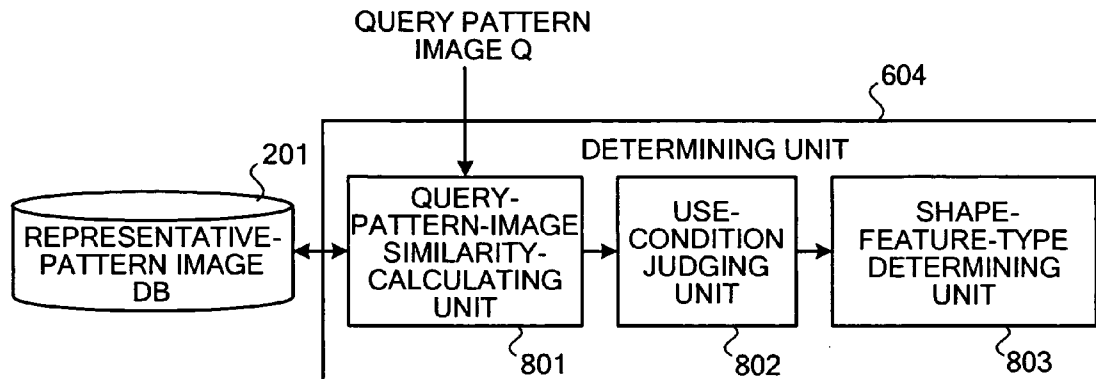 QUERY PATTERN
IMAGE Q
604
DETERMINING UNIT
201
REPRESENTATIVE-
PATTERN IMAGE
DB
QUERY-
PATTERN-IMAGE
SIMILARITY-
CALCULATING
UNIT
801
USE-
CONDITION
JUDGING
UNIT
802
SHAPE-
FEATURE-TYPE
DETERMINING
UNIT
803